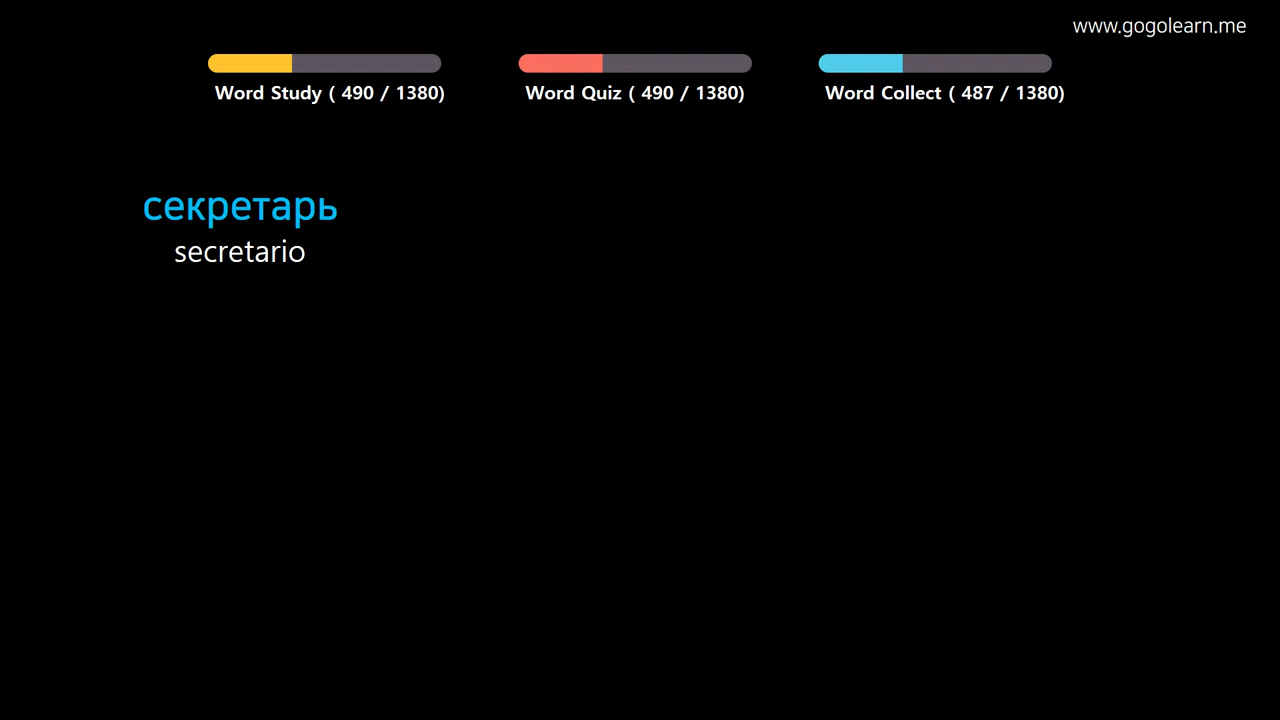 www.gogolearn.me
Word Study ( 490 / 1380)
Word Quiz ( 490 / 1380)
Word Collect ( 487 / 1380)
секретарь
secretario